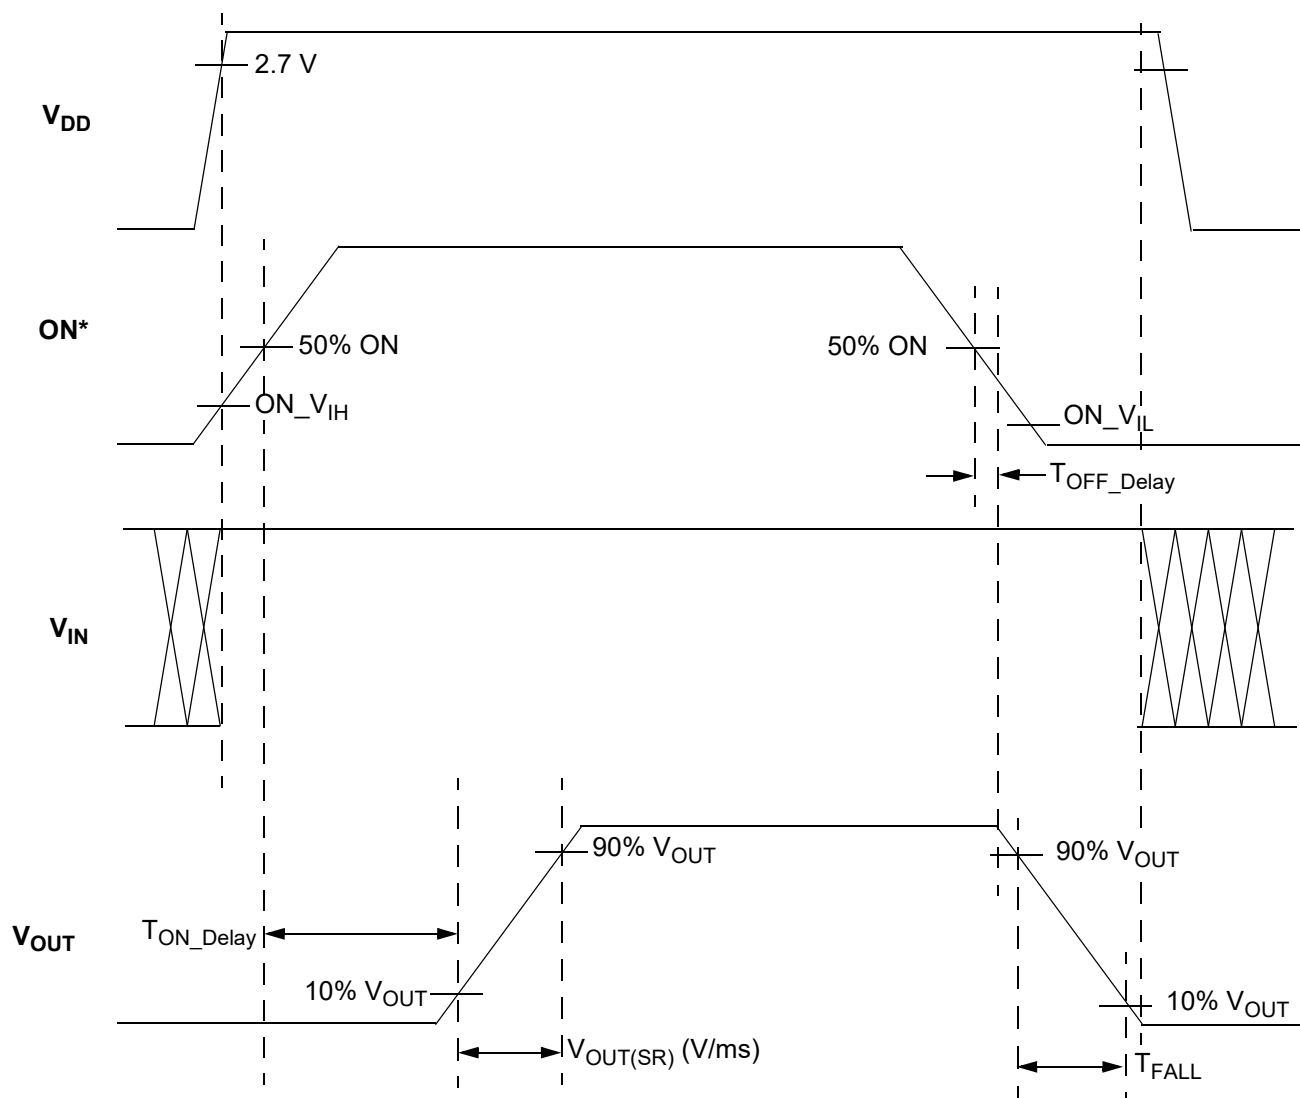 2.7 V
V_DD
ON*
50% ON
50% ON
ON_V_IH
ON_V_IL
T_OFF_Delay
V_IN
90% V_OUT
90% V_OUT
V_OUT
T_ON_Delay
10% V_OUT
10% V_OUT
V_OUT(SR) (V/ms)
T_FALL